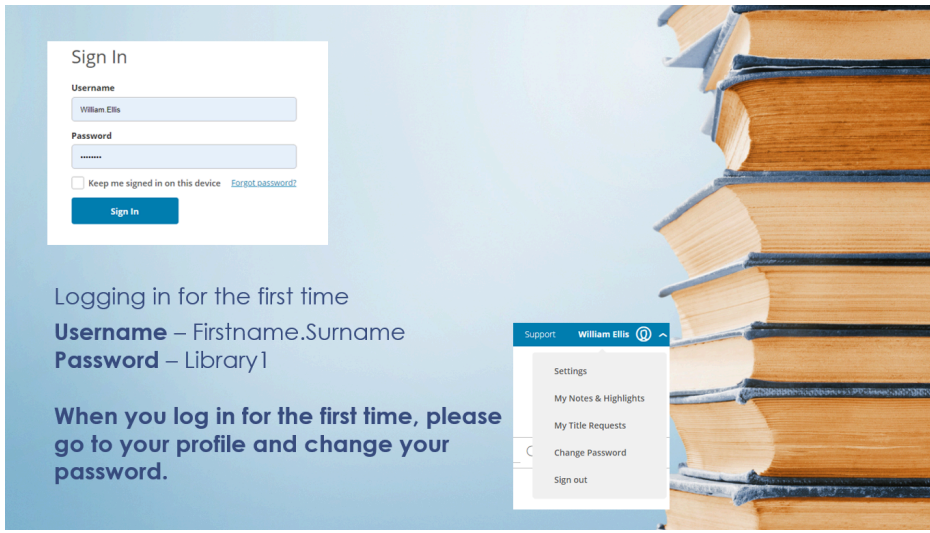 Sign In
Username
William.Ellis
Password
••••••••
Keep me signed in on this device Forgot password?
Sign In
Logging in for the first time
Username – Firstname.Surname
Password – Library1
When you log in for the first time, please
go to your profile and change your
password.
Support William Ellis
Settings
My Notes & Highlights
My Title Requests
Change Password
Sign out